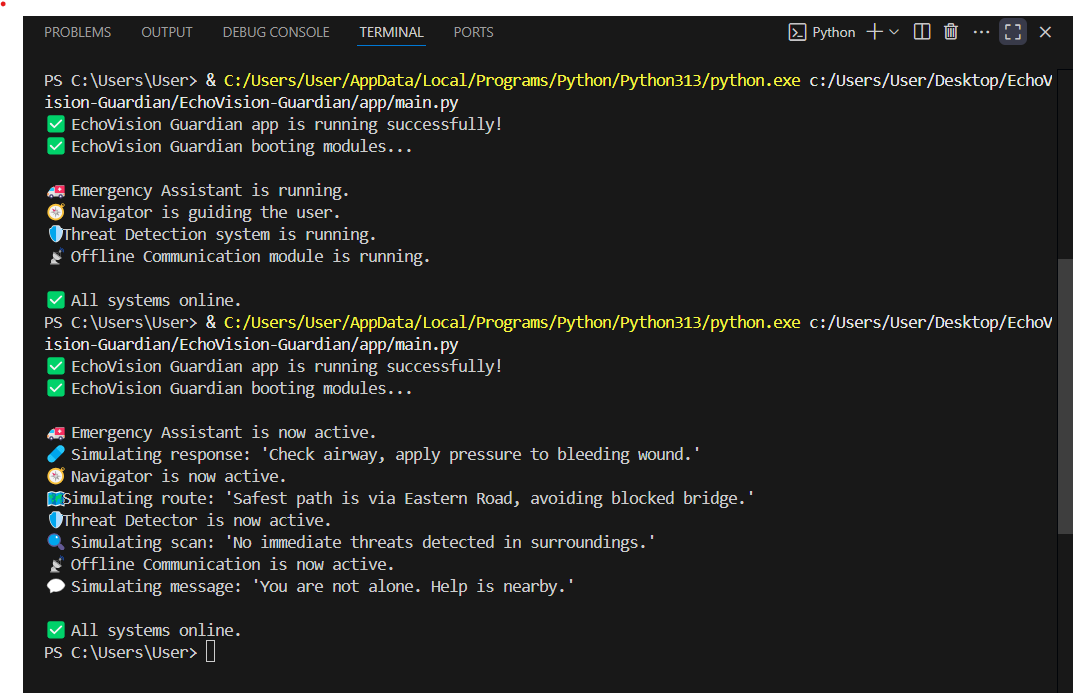 PROBLEMS OUTPUT DEBUG CONSOLE TERMINAL PORTS Python
PS C:\Users\User> & C:/Users/User/AppData/Local/Programs/Python/Python313/python.exe c:/Users/User/Desktop/EchoV
ision-Guardian/EchoVision-Guardian/app/main.py
✅ EchoVision Guardian app is running successfully!
✅ EchoVision Guardian booting modules...
🚑 Emergency Assistant is running.
🧭 Navigator is guiding the user.
🛡️Threat Detection system is running.
📡 Offline Communication module is running.
✅ All systems online.
PS C:\Users\User> & C:/Users/User/AppData/Local/Programs/Python/Python313/python.exe c:/Users/User/Desktop/EchoV
ision-Guardian/EchoVision-Guardian/app/main.py
✅ EchoVision Guardian app is running successfully!
✅ EchoVision Guardian booting modules...
🚑 Emergency Assistant is now active.
🩹 Simulating response: 'Check airway, apply pressure to bleeding wound.'
🧭 Navigator is now active.
🗺️Simulating route: 'Safest path is via Eastern Road, avoiding blocked bridge.'
🛡️Threat Detector is now active.
🔍 Simulating scan: 'No immediate threats detected in surroundings.'
📡 Offline Communication is now active.
💬 Simulating message: 'You are not alone. Help is nearby.'
✅ All systems online.
PS C:\Users\User>